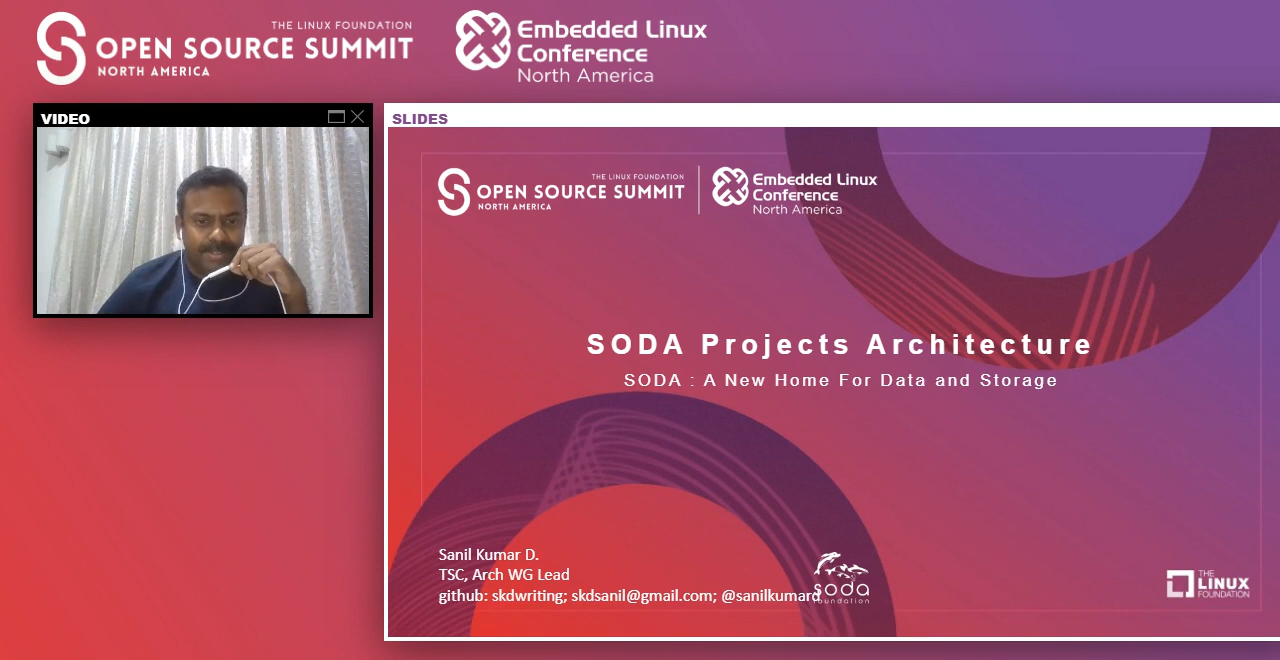 THE LINUX FOUNDATION
OPEN SOURCE SUMMIT
NORTH AMERICA
Embedded Linux
Conference
North America
VIDEO
SLIDES
THE LINUX FOUNDATION
OPEN SOURCE SUMMIT
NORTH AMERICA
Embedded Linux
Conference
North America
SODA Projects Architecture
SODA : A New Home For Data and Storage
Sanil Kumar D.
TSC, Arch WG Lead
github: skdwriting; skdsanil@gmail.com; @sanilkumard
soda
foundation
THE
LINUX
FOUNDATION